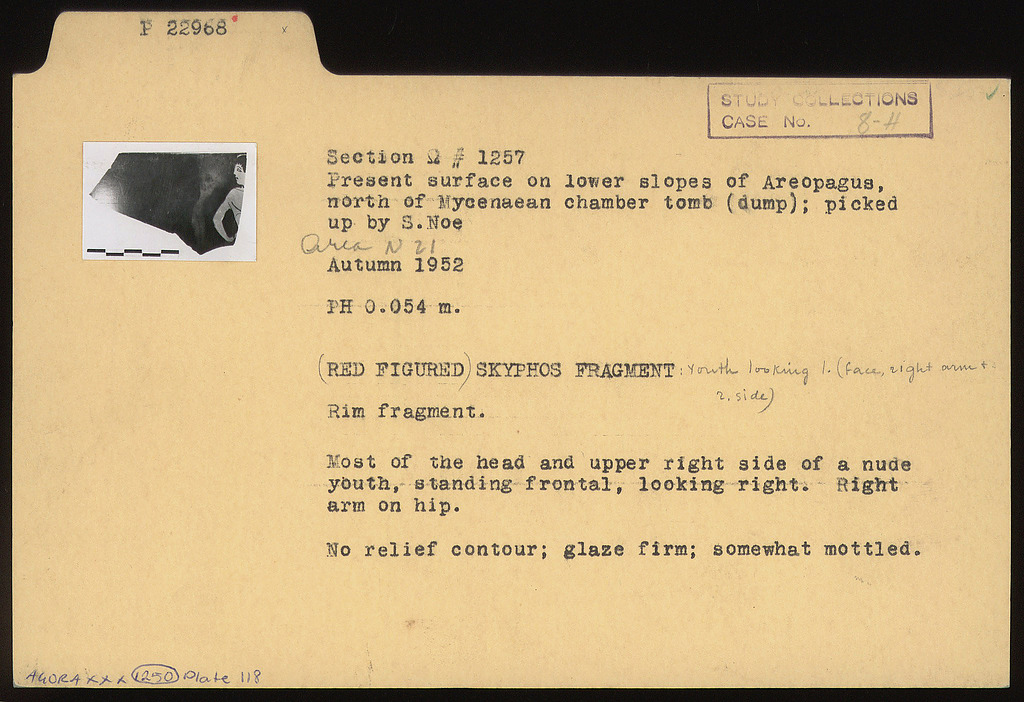 P 22968 x
STUDY COLLECTIONS
CASE No. 8-H
Section Ω # 1257
Present surface on lower slopes of Areopagus,
north of Mycenaean chamber tomb (dump); picked
up by S.Noe
Area N 21
Autumn 1952
PH 0.054 m.
(RED FIGURED) SKYPHOS FRAGMENT: Youth looking l. (face, right arm +
r. side)
Rim fragment.
Most of the head and upper right side of a nude
youth, standing frontal, looking right. Right
arm on hip.
No relief contour; glaze firm; somewhat mottled.
AGORA XXX 1250 Plate 118